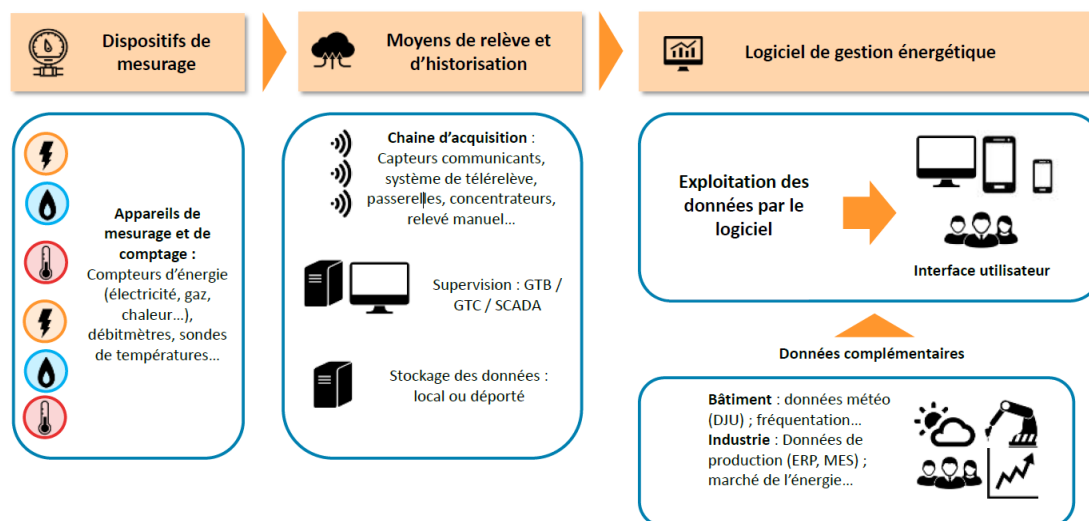 Dispositifs de
mesurage
Moyens de relève et
d'historisation
Logiciel de gestion énergétique
Appareils de
mesurage et de
comptage :
Compteurs d'énergie
(électricité, gaz,
chaleur…),
débitmètres, sondes
de températures…
Chaine d'acquisition :
Capteurs communicants,
système de télérelève,
passerelles, concentrateurs,
relevé manuel…
Supervision : GTB /
GTC / SCADA
Stockage des données :
local ou déporté
Exploitation des
données par le
logiciel
Interface utilisateur
Données complémentaires
Bâtiment : données météo
(DJU) ; fréquentation…
Industrie : Données de
production (ERP, MES) ;
marché de l'énergie…